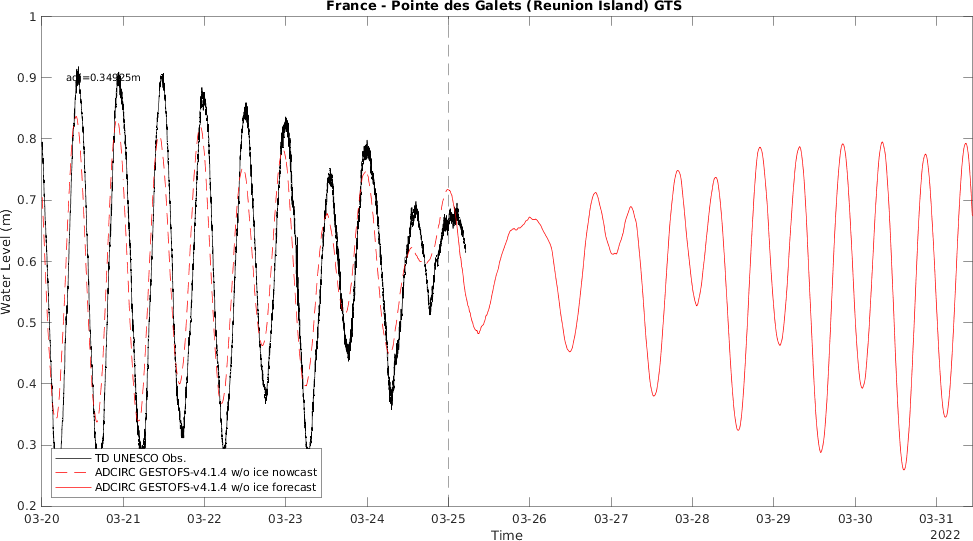 France - Pointe des Galets (Reunion Island) GTS
1
0.9
0.8
0.7
0.6
0.5
0.4
0.3
0.2
Water Level (m)
TD UNESCO Obs.
ADCIRC GESTOFS-v4.1.4 w/o ice nowcast
ADCIRC GESTOFS-v4.1.4 w/o ice forecast
03-20 03-21 03-22 03-23 03-24 03-25 03-26 03-27 03-28 03-29 03-30 03-31
Time
2022